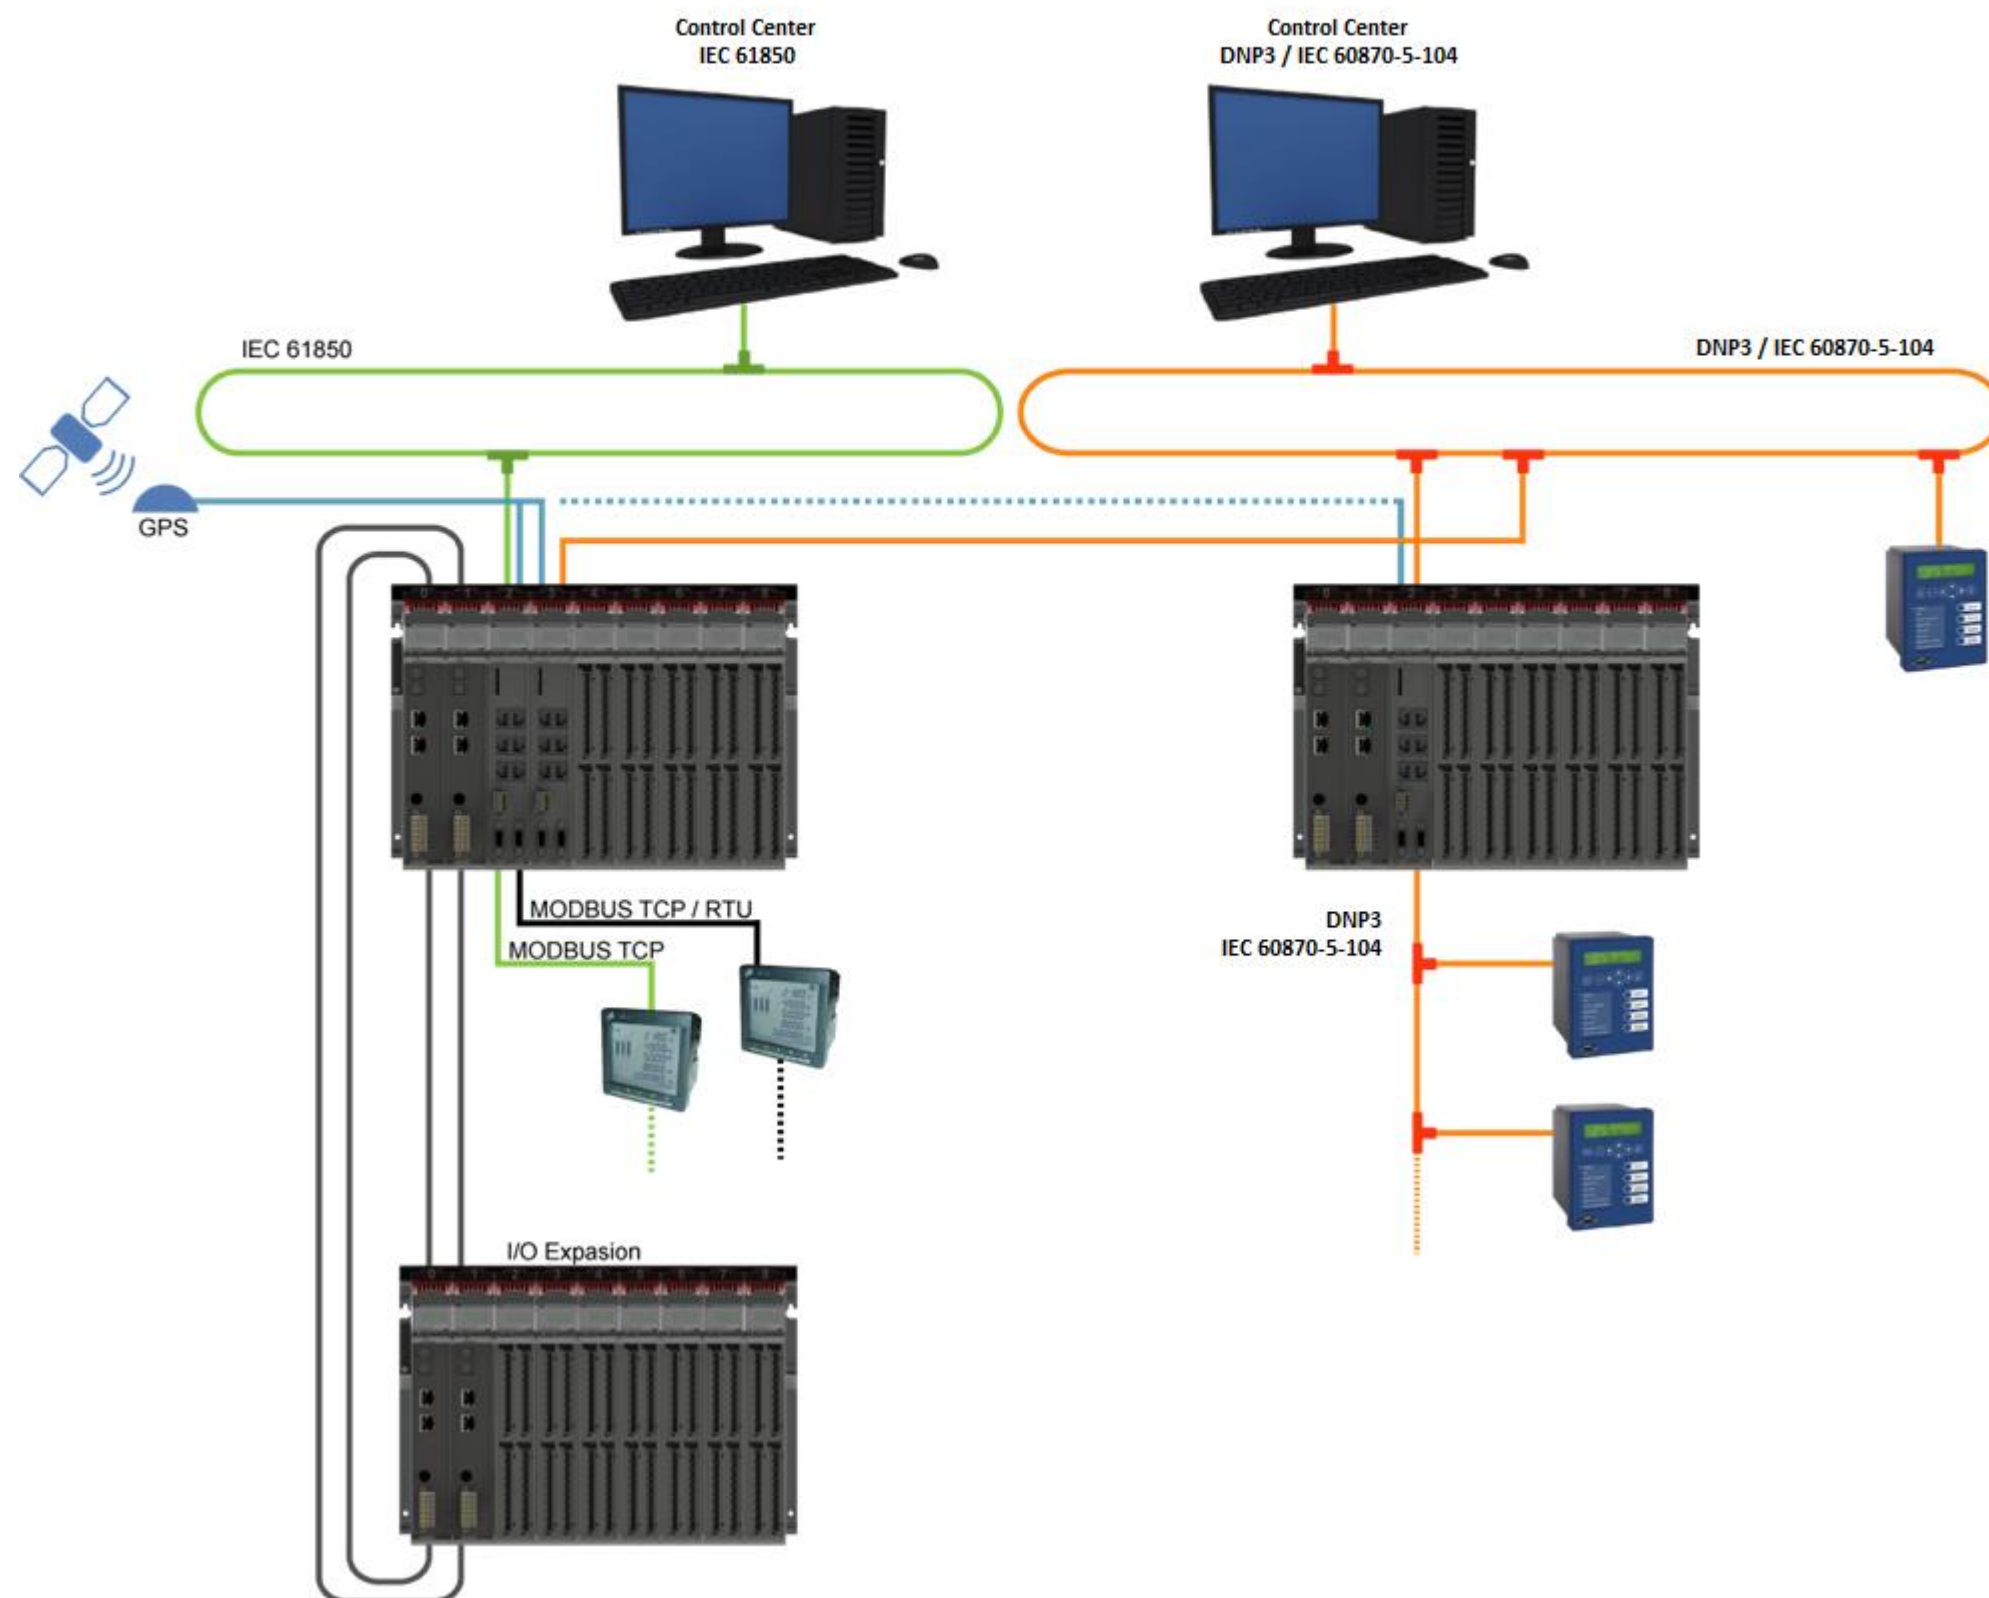 Control Center
IEC 61850
Control Center
DNP3 / IEC 60870-5-104
IEC 61850
DNP3 / IEC 60870-5-104
GPS
MODBUS TCP / RTU
MODBUS TCP
DNP3
IEC 60870-5-104
I/O Expasion